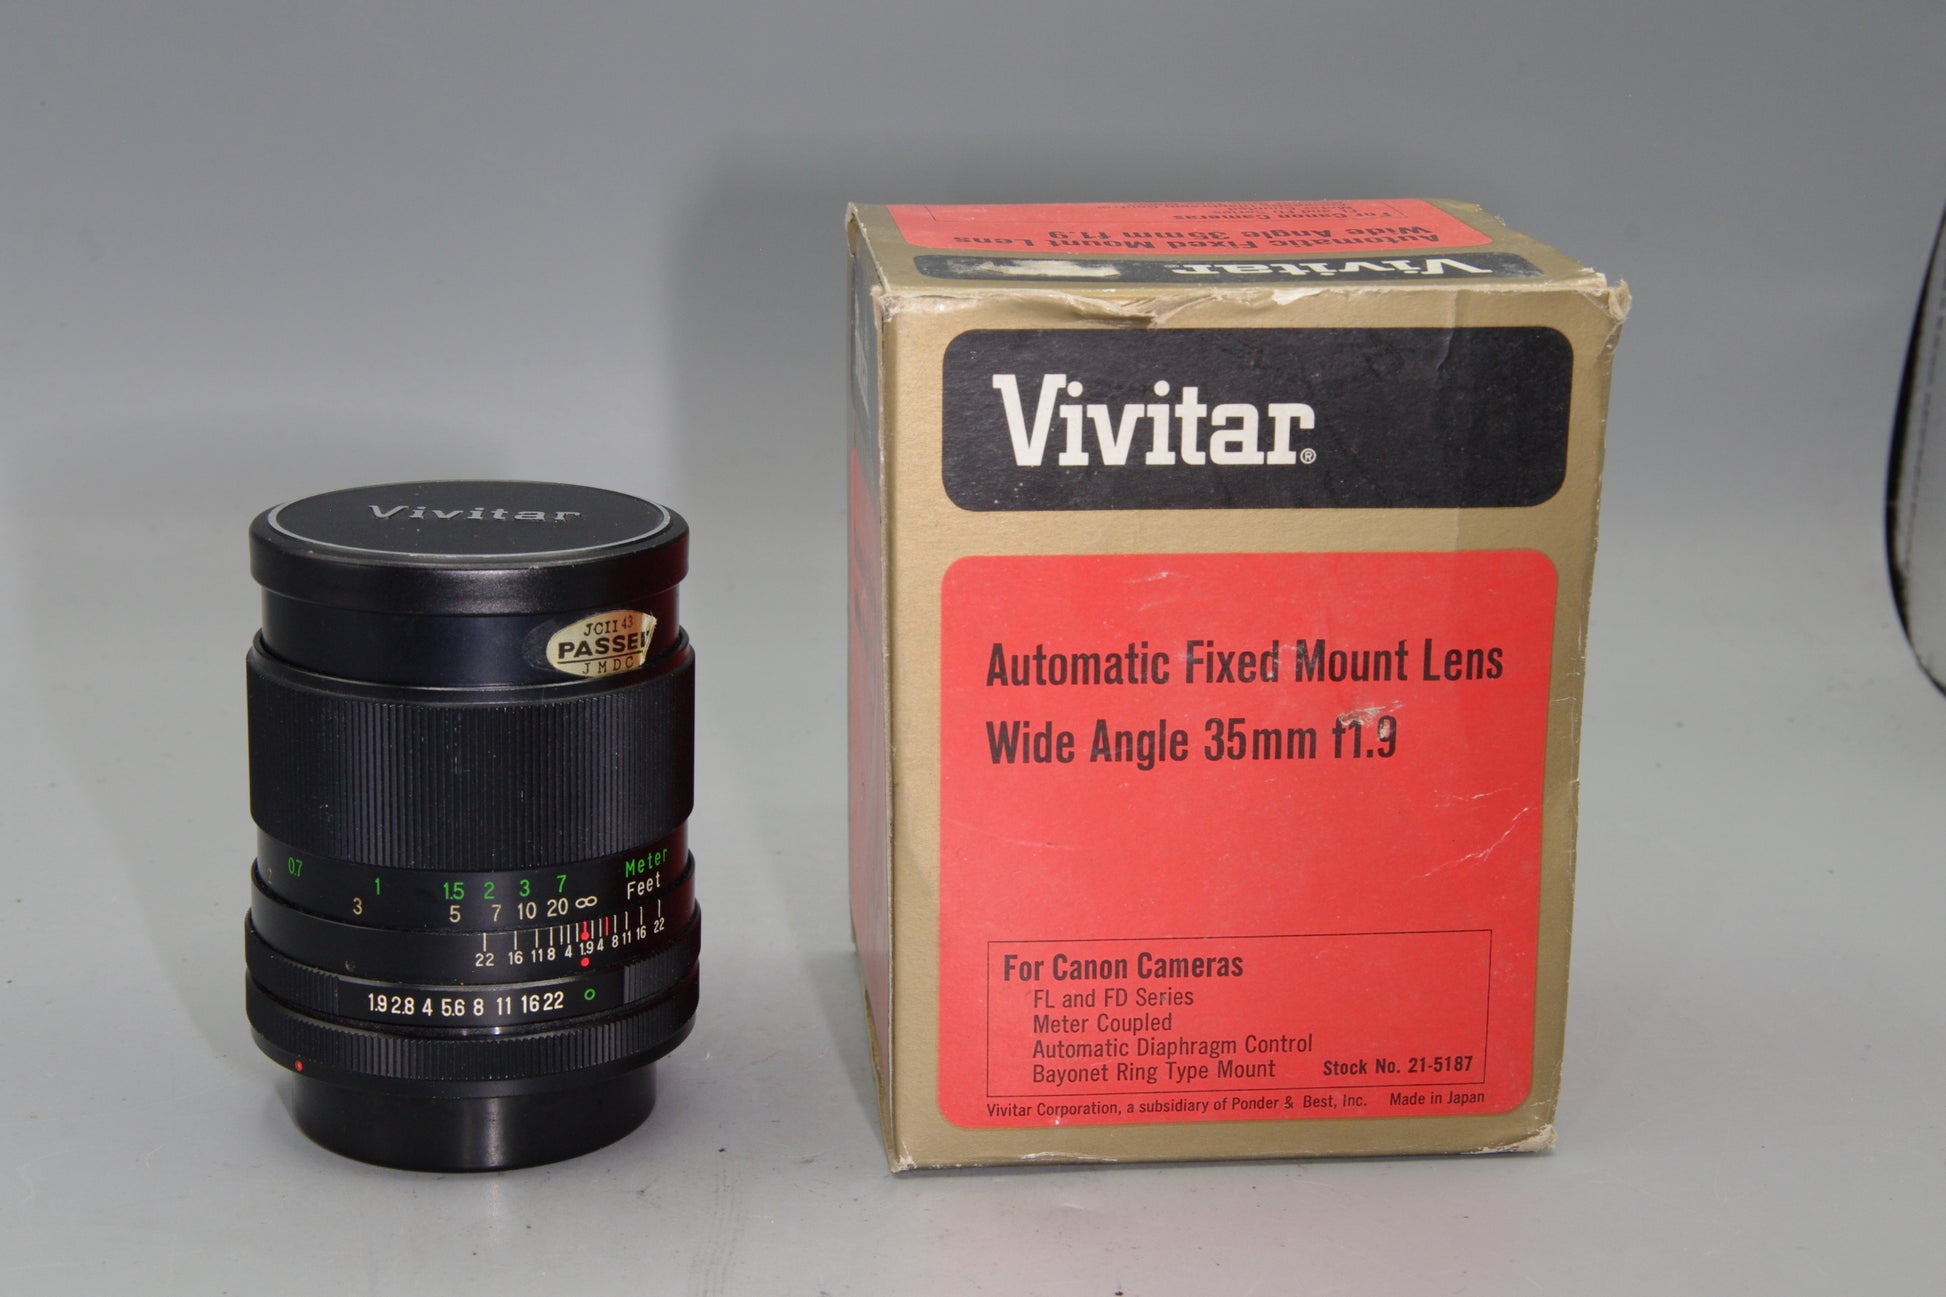 Vivitar
JCII 43
PASSED
JMDC
0.7 1 1.5 2 3 7 Meter
3 5 7 10 20 ∞ Feet
22 16 11 8 4 1.9 4 8 11 16 22
1.9 2.8 4 5.6 8 11 16 22
For Canon Cameras
Wide Angle 35mm f1.9
Automatic Fixed Mount Lens
Vivitar
Vivitar®
Automatic Fixed Mount Lens
Wide Angle 35mm f1.9
For Canon Cameras
FL and FD Series
Meter Coupled
Automatic Diaphragm Control
Bayonet Ring Type Mount Stock No. 21-5187
Vivitar Corporation, a subsidiary of Ponder & Best, Inc. Made in Japan